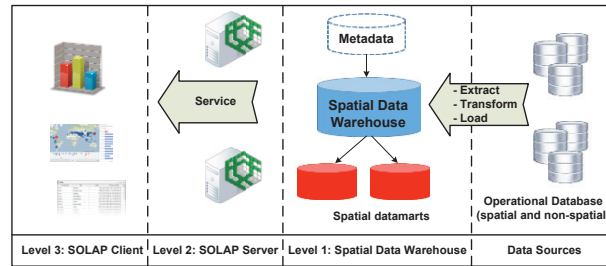 Metadata
- Extract
- Transform
- Load
Service
Spatial Data
Warehouse
Spatial datamarts
Operational Database
(spatial and non-spatial
Level 3: SOLAP Client
Level 2: SOLAP Server
Level 1: Spatial Data Warehouse
Data Sources